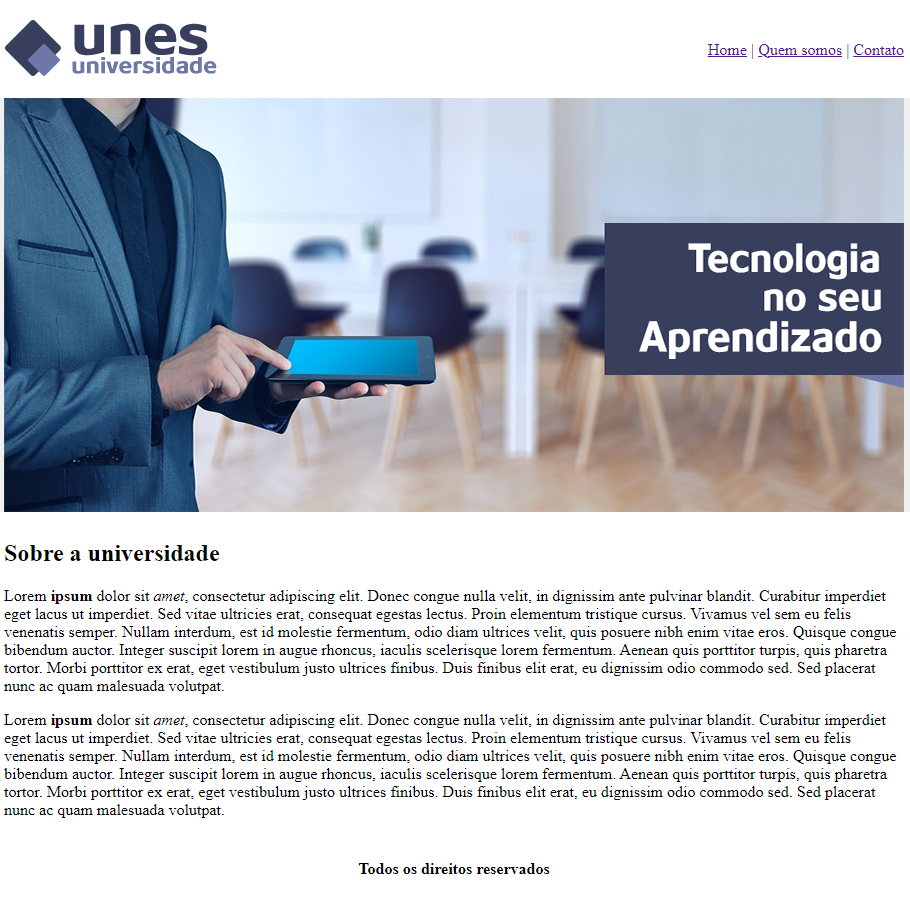 unes
universidade
Home | Quem somos | Contato
Tecnologia
no seu
Aprendizado
Sobre a universidade
Lorem ipsum dolor sit amet, consectetur adipiscing elit. Donec congue nulla velit, in dignissim ante pulvinar blandit. Curabitur imperdiet
eget lacus ut imperdiet. Sed vitae ultricies erat, consequat egestas lectus. Proin elementum tristique cursus. Vivamus vel sem eu felis
venenatis semper. Nullam interdum, est id molestie fermentum, odio diam ultrices velit, quis posuere nibh enim vitae eros. Quisque congue
bibendum auctor. Integer suscipit lorem in augue rhoncus, iaculis scelerisque lorem fermentum. Aenean quis porttitor turpis, quis pharetra
tortor. Morbi porttitor ex erat, eget vestibulum justo ultrices finibus. Duis finibus elit erat, eu dignissim odio commodo sed. Sed placerat
nunc ac quam malesuada volutpat.
Lorem ipsum dolor sit amet, consectetur adipiscing elit. Donec congue nulla velit, in dignissim ante pulvinar blandit. Curabitur imperdiet
eget lacus ut imperdiet. Sed vitae ultricies erat, consequat egestas lectus. Proin elementum tristique cursus. Vivamus vel sem eu felis
venenatis semper. Nullam interdum, est id molestie fermentum, odio diam ultrices velit, quis posuere nibh enim vitae eros. Quisque congue
bibendum auctor. Integer suscipit lorem in augue rhoncus, iaculis scelerisque lorem fermentum. Aenean quis porttitor turpis, quis pharetra
tortor. Morbi porttitor ex erat, eget vestibulum justo ultrices finibus. Duis finibus elit erat, eu dignissim odio commodo sed. Sed placerat
nunc ac quam malesuada volutpat.
Todos os direitos reservados